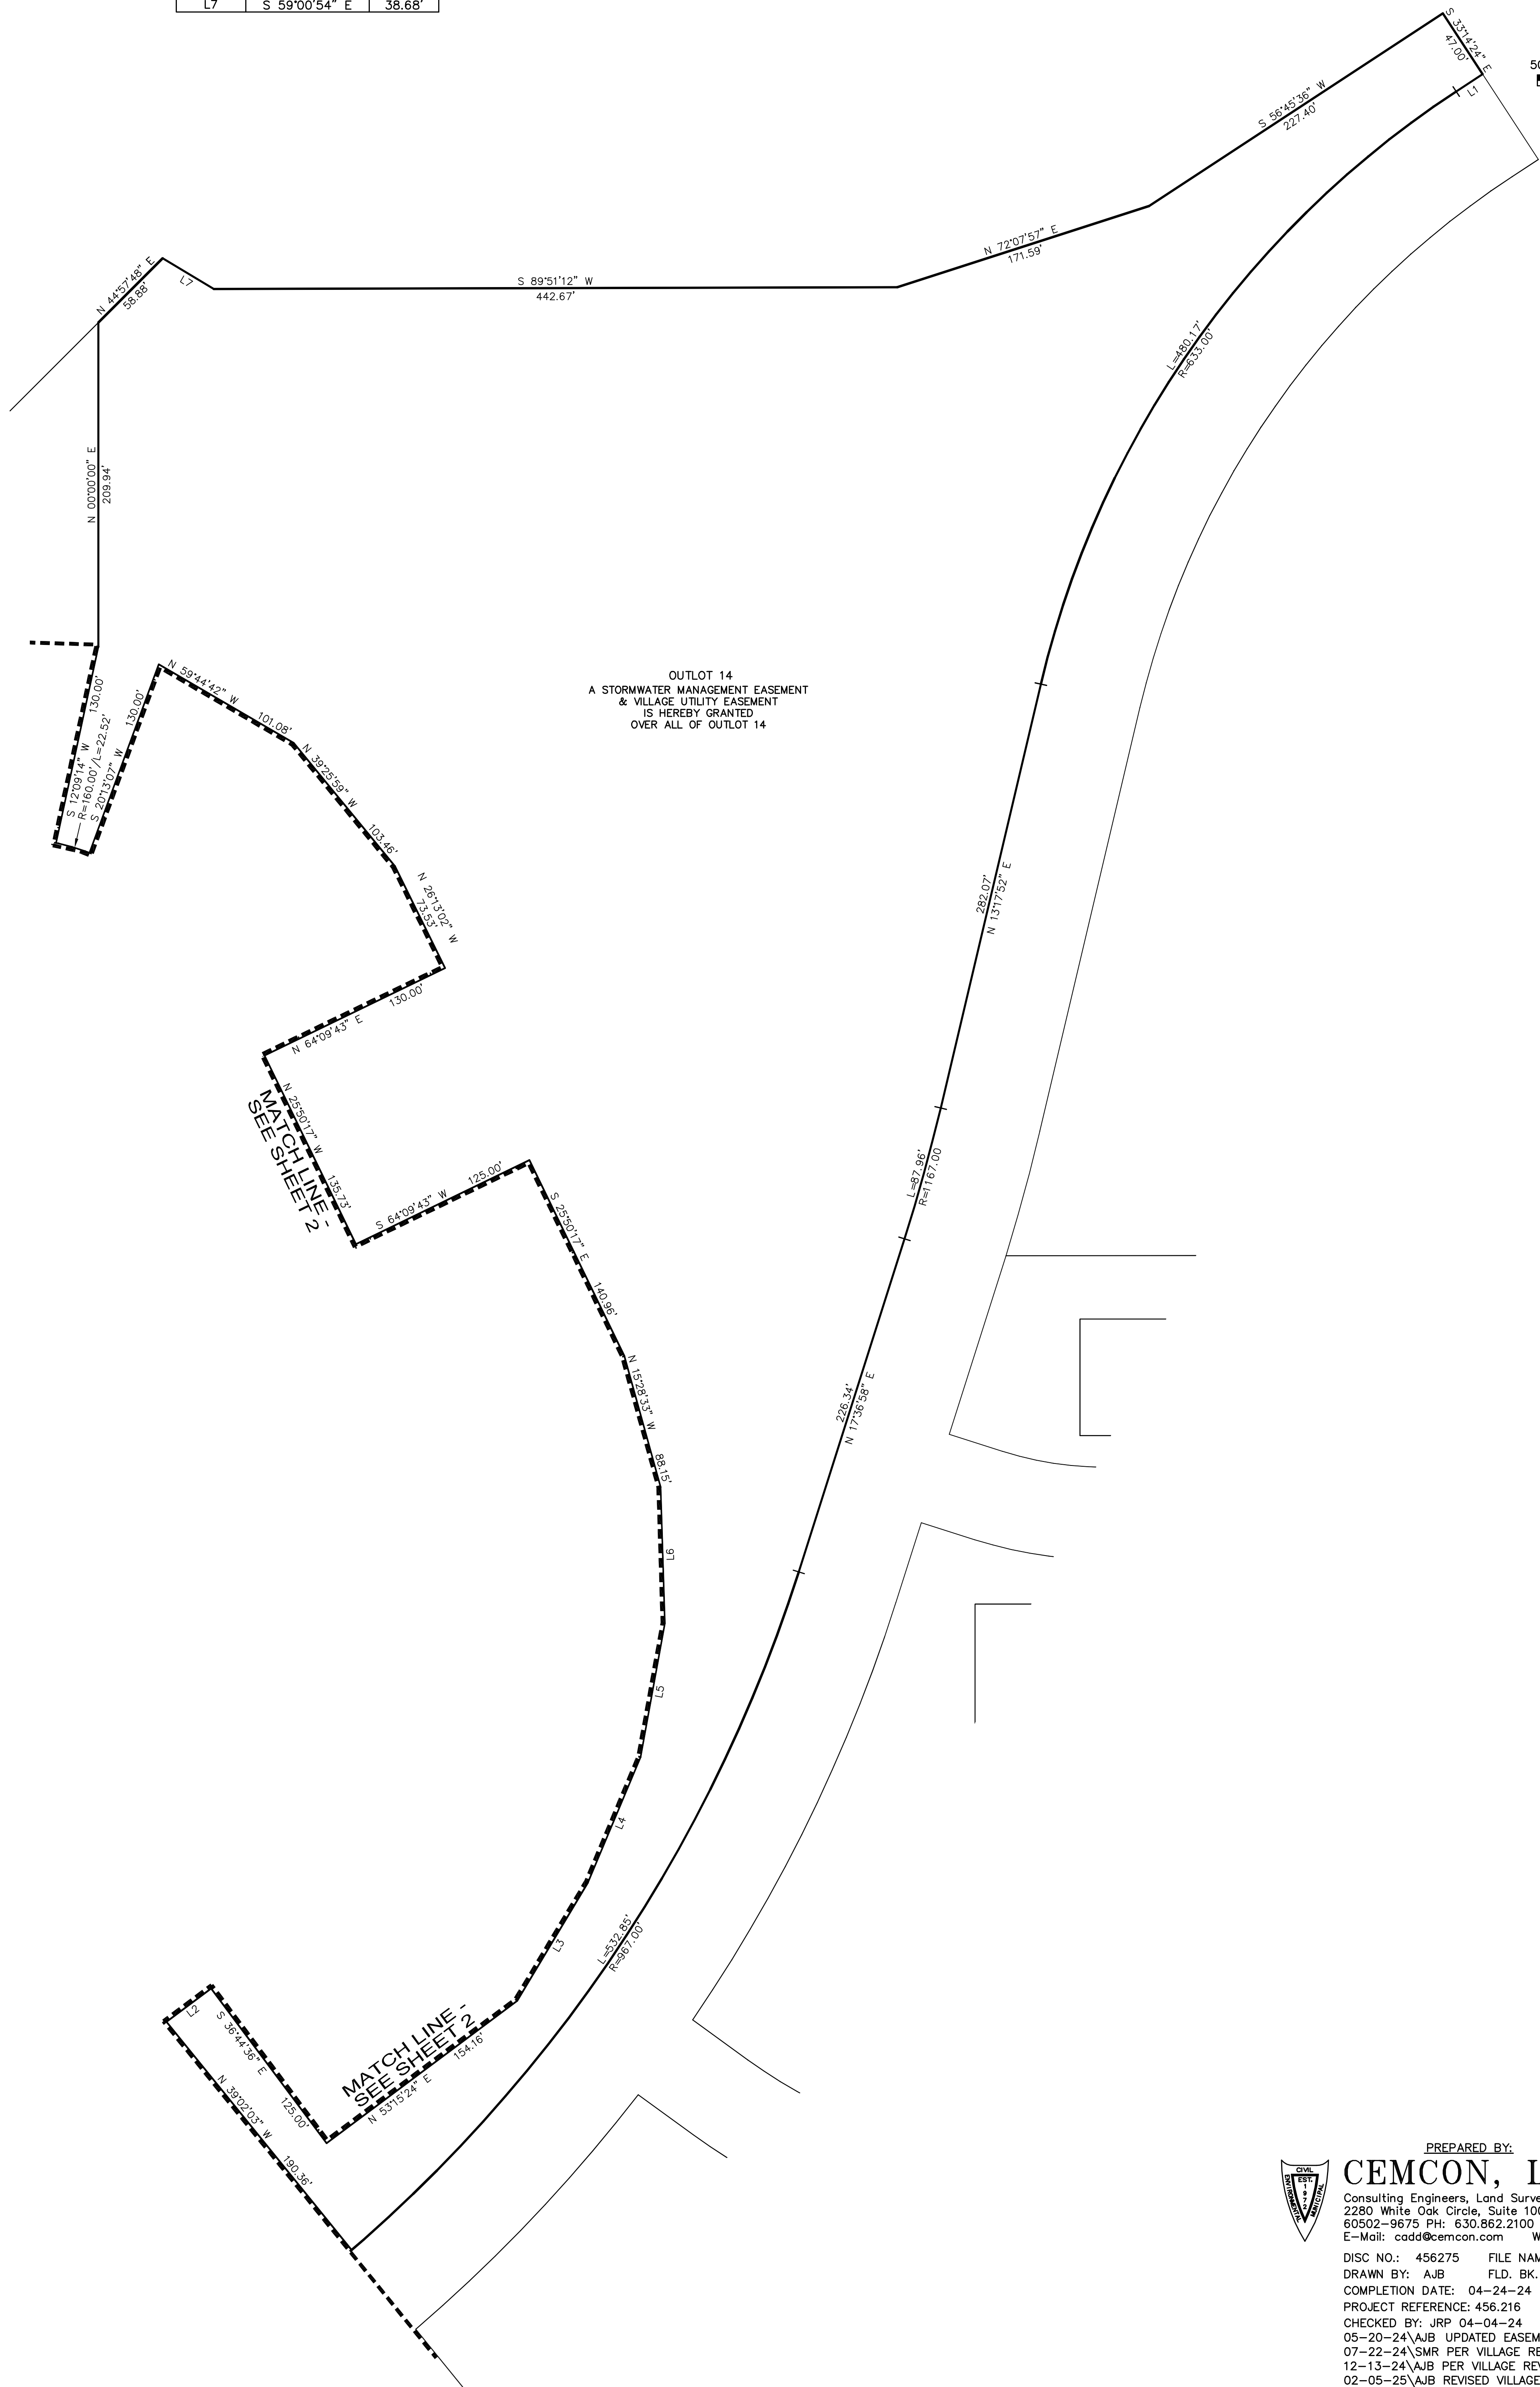 L7 S 59°00'54" E 38.68'
S 33°14'24" E
47.00'
L1
S 56°45'36" W
227.40'
N 72°07'57" E
171.59'
S 89°51'12" W
442.67'
L7
N 44°57'48" E
58.88'
N 00°00'00" E
209.94'
L=480.17'
R=633.00'
OUTLOT 14
A STORMWATER MANAGEMENT EASEMENT
& VILLAGE UTILITY EASEMENT
IS HEREBY GRANTED
OVER ALL OF OUTLOT 14
S 12°09'14" W 130.00'
R=160.00'/L=22.52'
S 20°13'07" W 130.00'
N 59°44'42" W 101.08'
N 39°25'59" W 103.46'
N 26°13'02" W
73.53'
N 64°09'43" E 130.00'
N 25°50'17" W 135.73'
MATCH LINE -
SEE SHEET 2
S 64°09'43" W 125.00'
S 25°50'17" E 140.96'
N 15°28'33" W 88.15'
282.07'
N 13°17'52" E
L=87.96'
R=1167.00
226.34'
N 17°36'58" E
L6
L5
L4
L3
L=532.85'
R=967.00'
L2
S 36°44'36" E 125.00'
MATCH LINE -
SEE SHEET 2
N 53°15'24" E 154.16'
N 39°02'03" W 190.36'
PREPARED BY:
CIVIL
ENVIRONMENTAL
MUNICIPAL
EST.
1972
CEMCON, L
Consulting Engineers, Land Surve
2280 White Oak Circle, Suite 100
60502-9675 PH: 630.862.2100
E-Mail: cadd@cemcon.com W
DISC NO.: 456275 FILE NAM
DRAWN BY: AJB FLD. BK.
COMPLETION DATE: 04-24-24
PROJECT REFERENCE: 456.216
CHECKED BY: JRP 04-04-24
05-20-24\AJB UPDATED EASEM
07-22-24\SMR PER VILLAGE RE
12-13-24\AJB PER VILLAGE REV
02-05-25\AJB REVISED VILLAGE